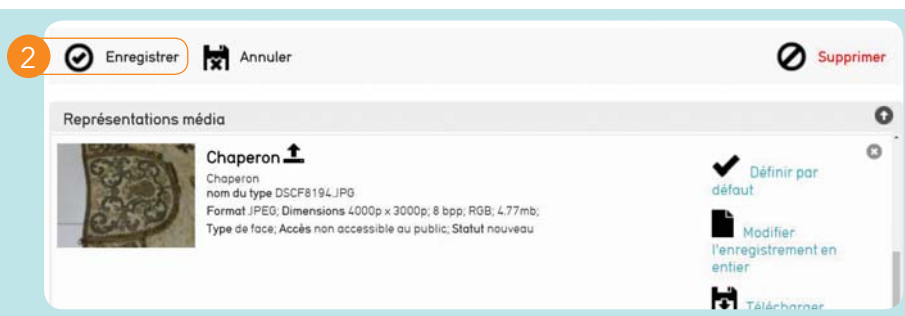 2 Enregistrer Annuler Supprimer
Représentations média
Chaperon
Chaperon
nom du type DSCF8194.JPG
Format JPEG; Dimensions 4000p x 3000p; 8 bpp; RGB; 4.77mb;
Type de face; Accès non accessible au public; Statut nouveau
Définir par
défaut
Modifier
l'enregistrement en
entier
Télécharger